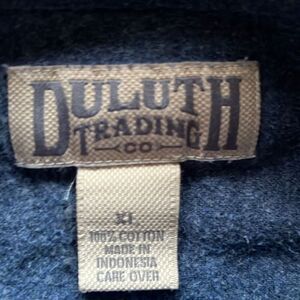 DULUTH
TRADING
CO
XL
100% COTTON
MADE IN
INDONESIA
CARE OVER